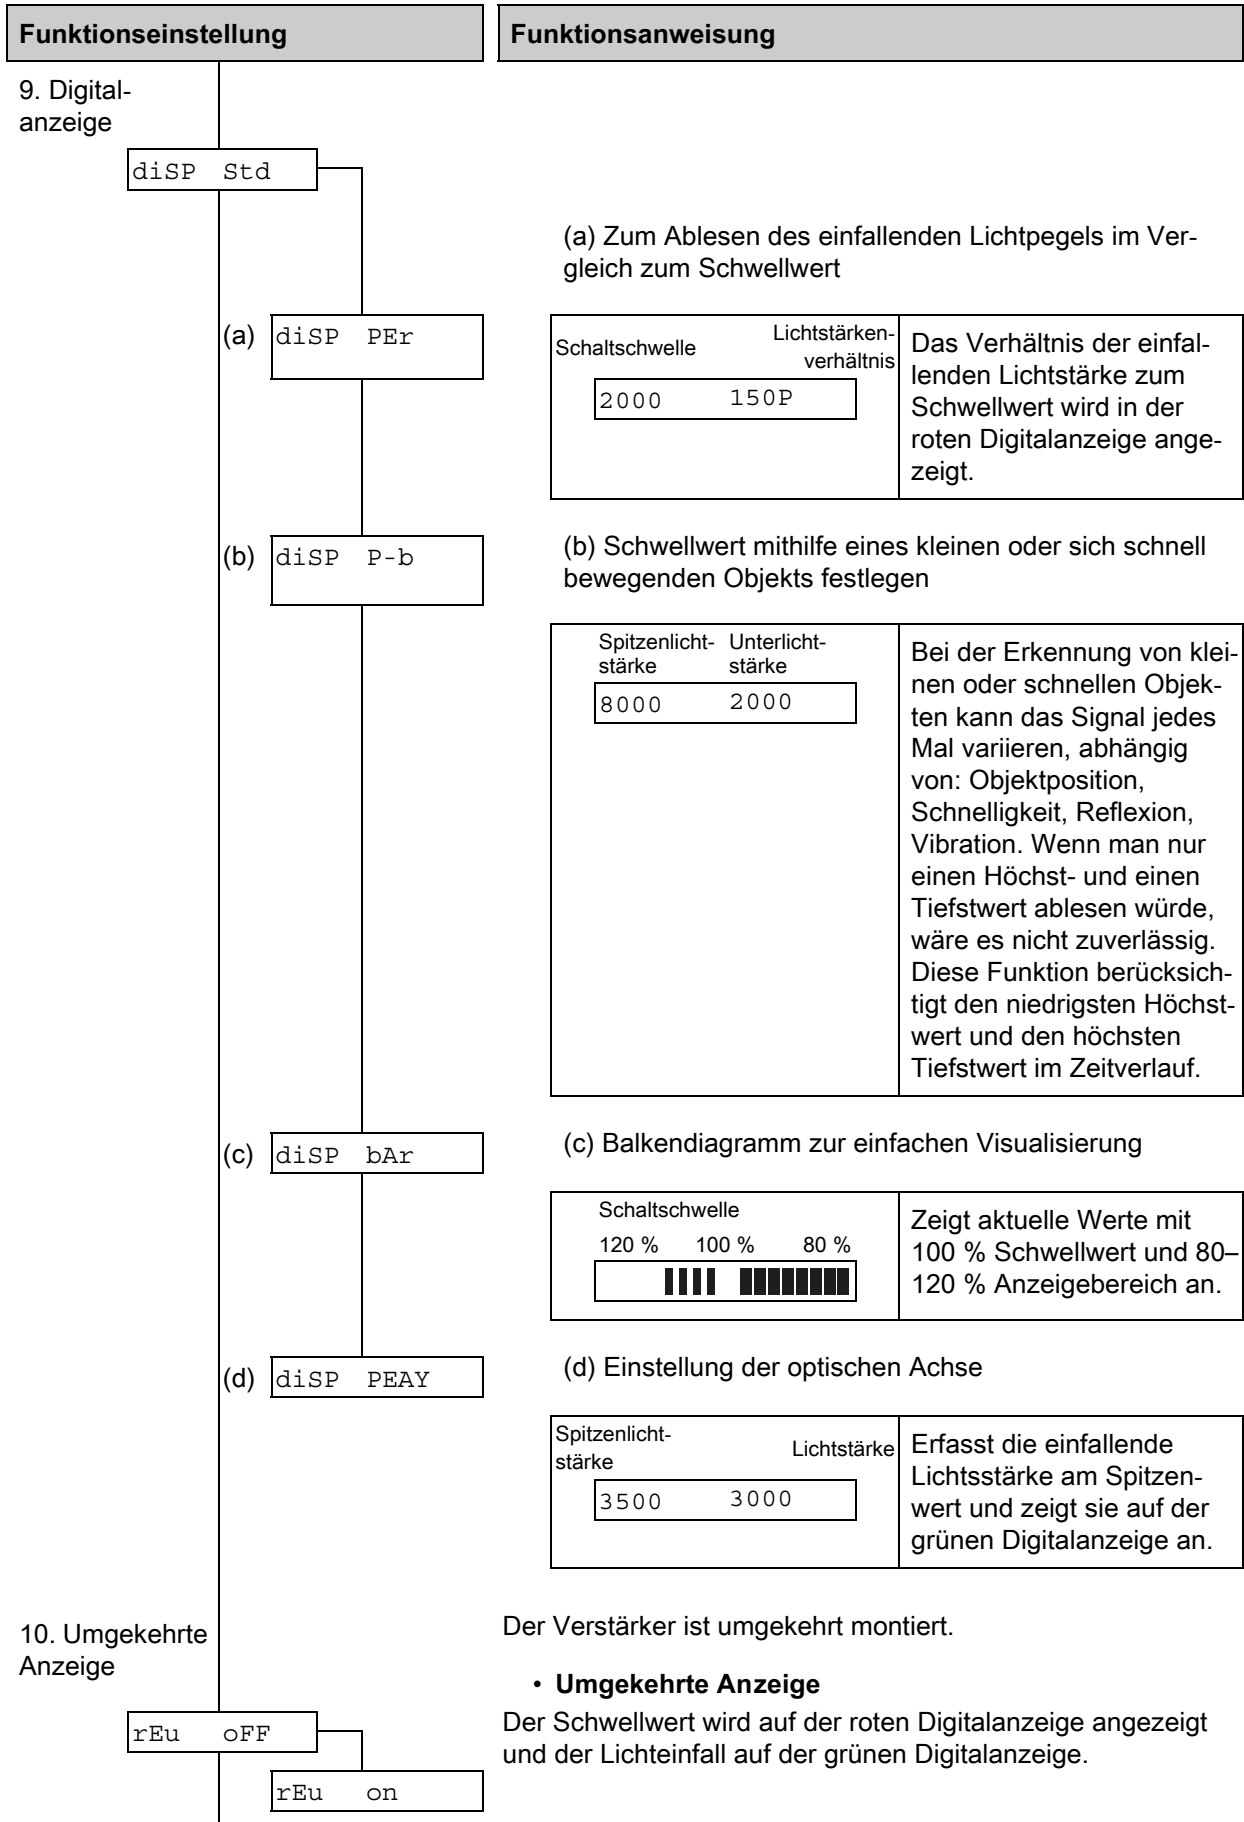 Funktionseinstellung
Funktionsanweisung
9. Digital-
anzeige
diSP Std
(a) Zum Ablesen des einfallenden Lichtpegels im Ver-
gleich zum Schwellwert
(a) diSP PEr
Schaltschwelle
Lichtstärken-
verhältnis
2000 150P
Das Verhältnis der einfal-
lenden Lichtstärke zum
Schwellwert wird in der
roten Digitalanzeige ange-
zeigt.
(b) diSP P-b
(b) Schwellwert mithilfe eines kleinen oder sich schnell
bewegenden Objekts festlegen
Spitzenlicht-
stärke
Unterlicht-
stärke
8000 2000
Bei der Erkennung von klei-
nen oder schnellen Objek-
ten kann das Signal jedes
Mal variieren, abhängig
von: Objektposition,
Schnelligkeit, Reflexion,
Vibration. Wenn man nur
einen Höchst- und einen
Tiefstwert ablesen würde,
wäre es nicht zuverlässig.
Diese Funktion berücksich-
tigt den niedrigsten Höchst-
wert und den höchsten
Tiefstwert im Zeitverlauf.
(c) diSP bAr
(c) Balkendiagramm zur einfachen Visualisierung
Schaltschwelle
120 % 100 % 80 %
Zeigt aktuelle Werte mit
100 % Schwellwert und 80–
120 % Anzeigebereich an.
(d) diSP PEAY
(d) Einstellung der optischen Achse
Spitzenlicht-
stärke
Lichtstärke
3500 3000
Erfasst die einfallende
Lichtsstärke am Spitzen-
wert und zeigt sie auf der
grünen Digitalanzeige an.
10. Umgekehrte
Anzeige
Der Verstärker ist umgekehrt montiert.
• Umgekehrte Anzeige
rEu oFF
Der Schwellwert wird auf der roten Digitalanzeige angezeigt
und der Lichteinfall auf der grünen Digitalanzeige.
rEu on